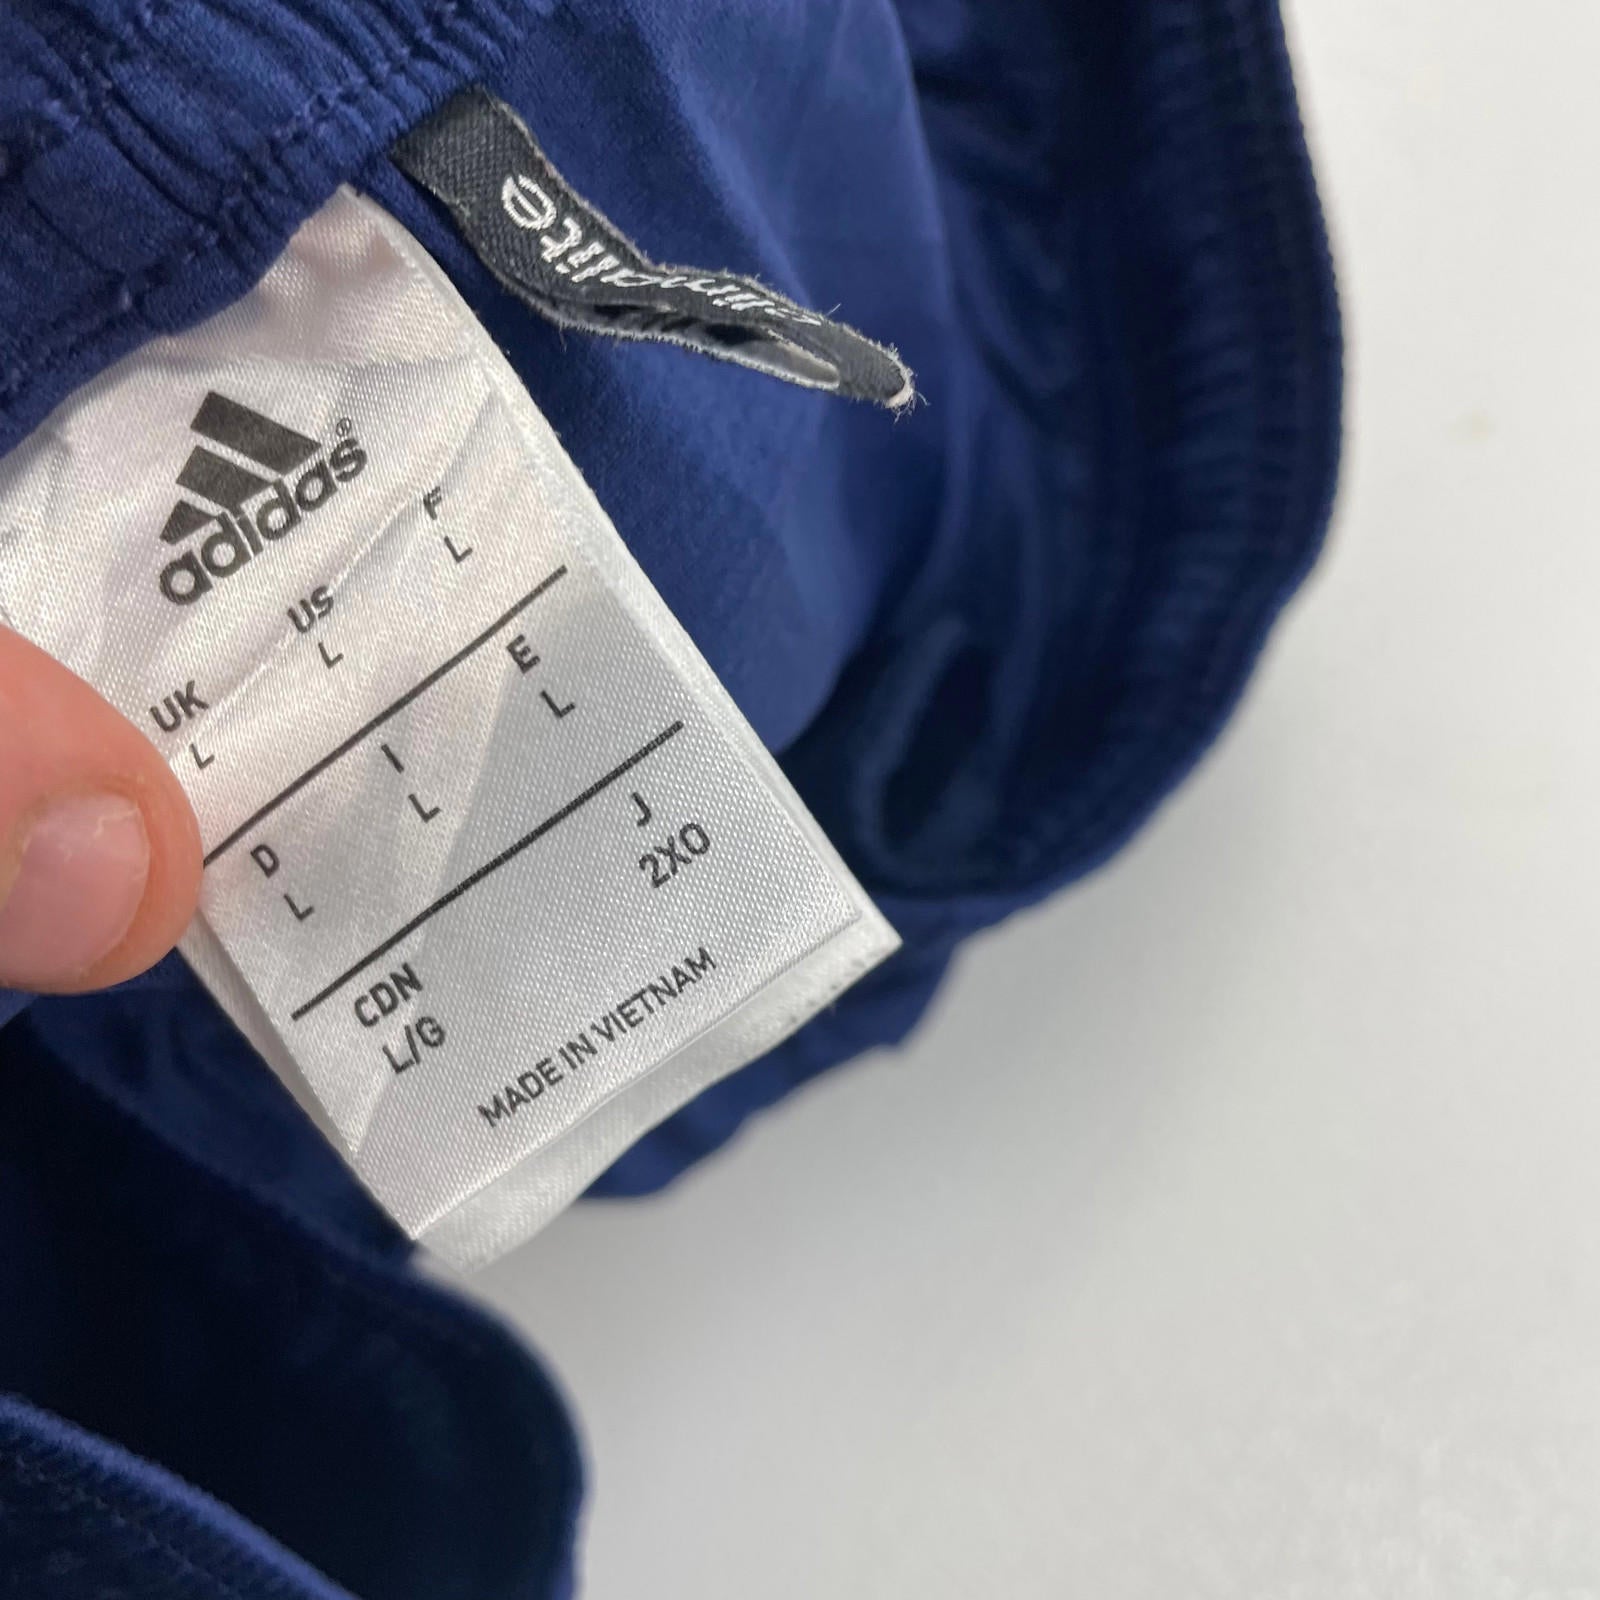 climalite
adidas®
UK US F
L L L
D I E
L L L
CDN J
L/G 2XO
MADE IN VIETNAM